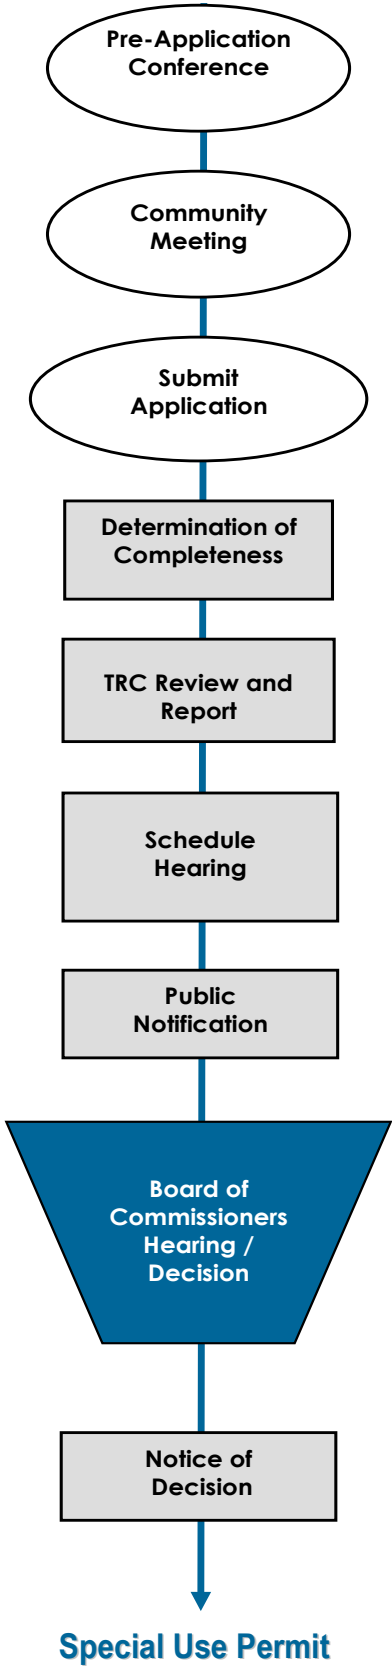 Pre-Application
Conference
Community
Meeting
Submit
Application
Determination of
Completeness
TRC Review and
Report
Schedule
Hearing
Public
Notification
Board of
Commissioners
Hearing /
Decision
Notice of
Decision
Special Use Permit